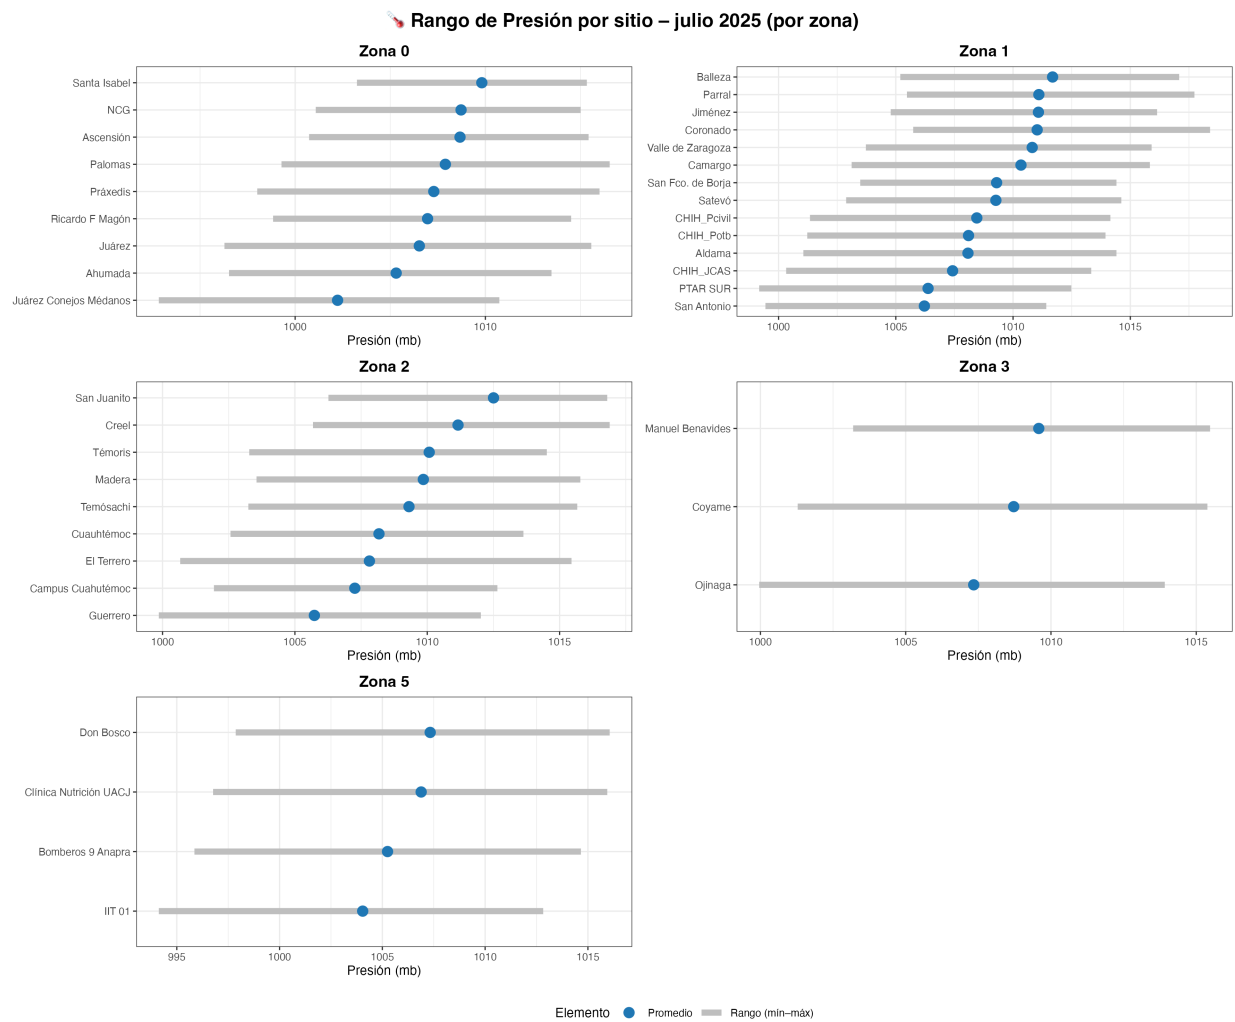 Rango de Presión por sitio – julio 2025 (por zona)
Zona 0
Santa Isabel
NCG
Ascensión
Palomas
Práxedis
Ricardo F Magón
Juárez
Ahumada
Juárez Conejos Médanos
1000 1010
Presión (mb)
Zona 1
Balleza
Parral
Jiménez
Coronado
Valle de Zaragoza
Camargo
San Fco. de Borja
Satevó
CHIH_Pcivil
CHIH_Potb
Aldama
CHIH_JCAS
PTAR SUR
San Antonio
1000 1005 1010 1015
Presión (mb)
Zona 2
San Juanito
Creel
Témoris
Madera
Temósachi
Cuauhtémoc
El Terrero
Campus Cuahutémoc
Guerrero
1000 1005 1010 1015
Presión (mb)
Zona 3
Manuel Benavides
Coyame
Ojinaga
1000 1005 1010 1015
Presión (mb)
Zona 5
Don Bosco
Clínica Nutrición UACJ
Bomberos 9 Anapra
IIT 01
995 1000 1005 1010 1015
Presión (mb)
Elemento Promedio Rango (mín–máx)